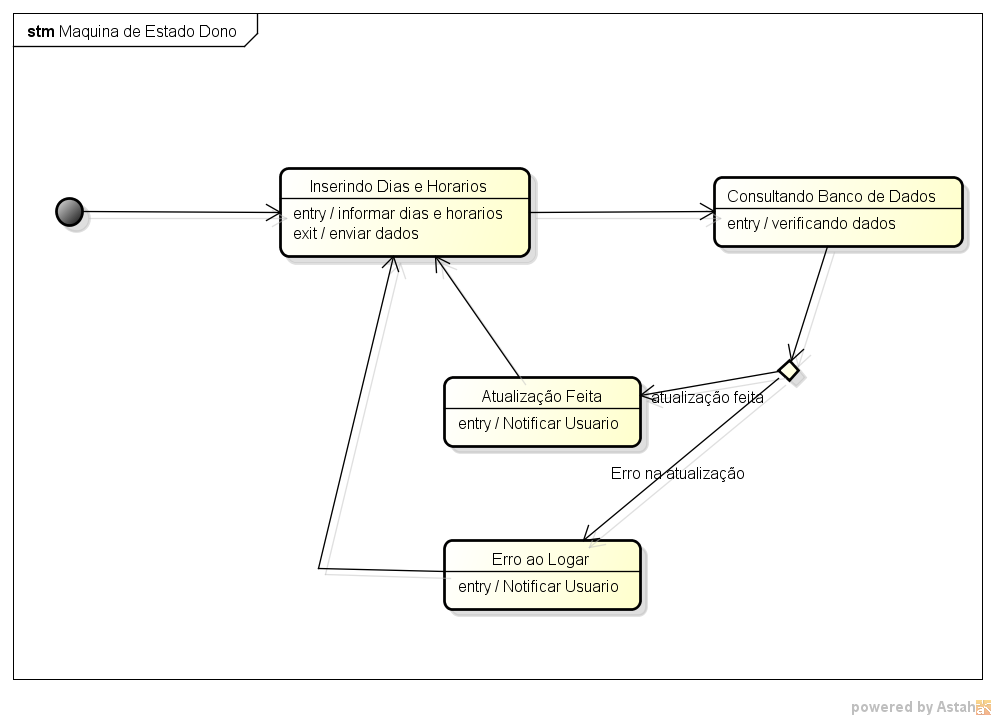 stm Maquina de Estado Dono
Inserindo Dias e Horarios
entry / informar dias e horarios
exit / enviar dados
Consultando Banco de Dados
entry / verificando dados
Atualização Feita
entry / Notificar Usuario
atualização feita
Erro na atualização
Erro ao Logar
entry / Notificar Usuario
powered by Astah